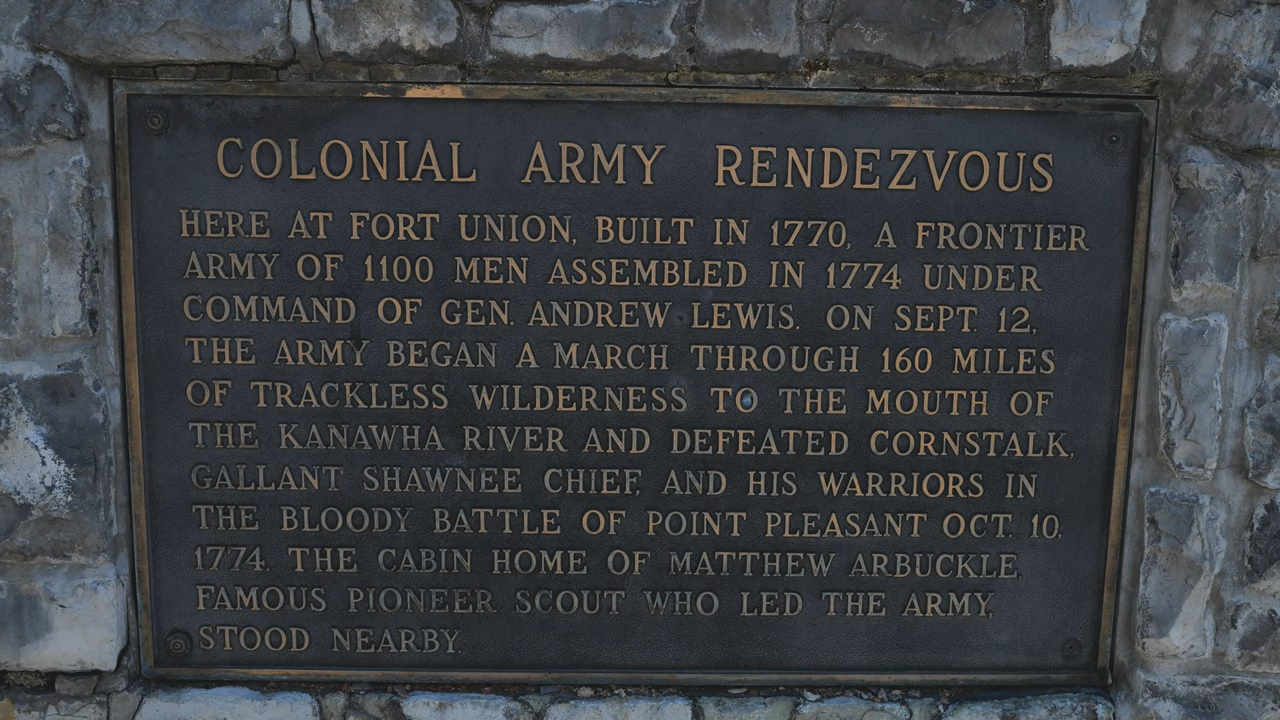 COLONIAL ARMY RENDEZVOUS
HERE AT FORT UNION, BUILT IN 1770, A FRONTIER
ARMY OF 1100 MEN ASSEMBLED IN 1774 UNDER
COMMAND OF GEN. ANDREW LEWIS. ON SEPT. 12,
THE ARMY BEGAN A MARCH THROUGH 160 MILES
OF TRACKLESS WILDERNESS TO THE MOUTH OF
THE KANAWHA RIVER AND DEFEATED CORNSTALK,
GALLANT SHAWNEE CHIEF, AND HIS WARRIORS IN
THE BLOODY BATTLE OF POINT PLEASANT OCT. 10,
1774. THE CABIN HOME OF MATTHEW ARBUCKLE,
FAMOUS PIONEER SCOUT WHO LED THE ARMY,
STOOD NEARBY.